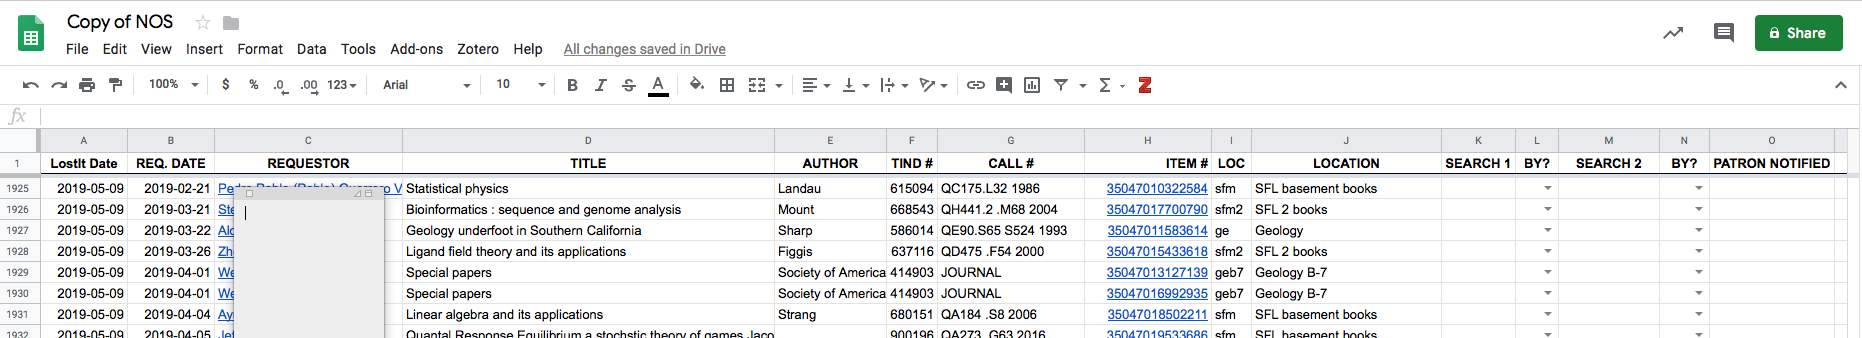 Copy of NOS
File Edit View Insert Format Data Tools Add-ons Zotero Help All changes saved in Drive
Share
100% $ % .0 .00 123 Arial 10 B I S A Σ Z
fx
A B C D E F G H I J K L M N O
1 LostIt Date REQ. DATE REQUESTOR TITLE AUTHOR TIND # CALL # ITEM # LOC LOCATION SEARCH 1 BY? SEARCH 2 BY? PATRON NOTIFIED
1925 2019-05-09 2019-02-21 V Statistical physics Landau 615094 QC175.L32 1986 35047010322584 sfm SFL basement books
1926 2019-05-09 2019-03-21 Ste Bioinformatics : sequence and genome analysis Mount 668543 QH441.2 .M68 2004 35047017700790 sfm2 SFL 2 books
1927 2019-05-09 2019-03-22 Geology underfoot in Southern California Sharp 586014 QE90.S65 S524 1993 35047011583614 ge Geology
1928 2019-05-09 2019-03-26 Zh Ligand field theory and its applications Figgis 637116 QD475 .F54 2000 35047015433618 sfm2 SFL 2 books
1929 2019-05-09 2019-04-01 We Special papers Society of America 414903 JOURNAL 35047013127139 geb7 Geology B-7
1930 2019-05-09 2019-04-01 We Special papers Society of America 414903 JOURNAL 35047016992935 geb7 Geology B-7
1931 2019-05-09 2019-04-04 Ay Linear algebra and its applications Strang 680151 QA184 .S8 2006 35047018502211 sfm SFL basement books
1932 2019-05-09 2019-04-05 Jef Quantal Response Equilibrium a stochstic theory of games Jaco 900196 QA273 .G63 2016 35047019533686 sfm SFL basement books